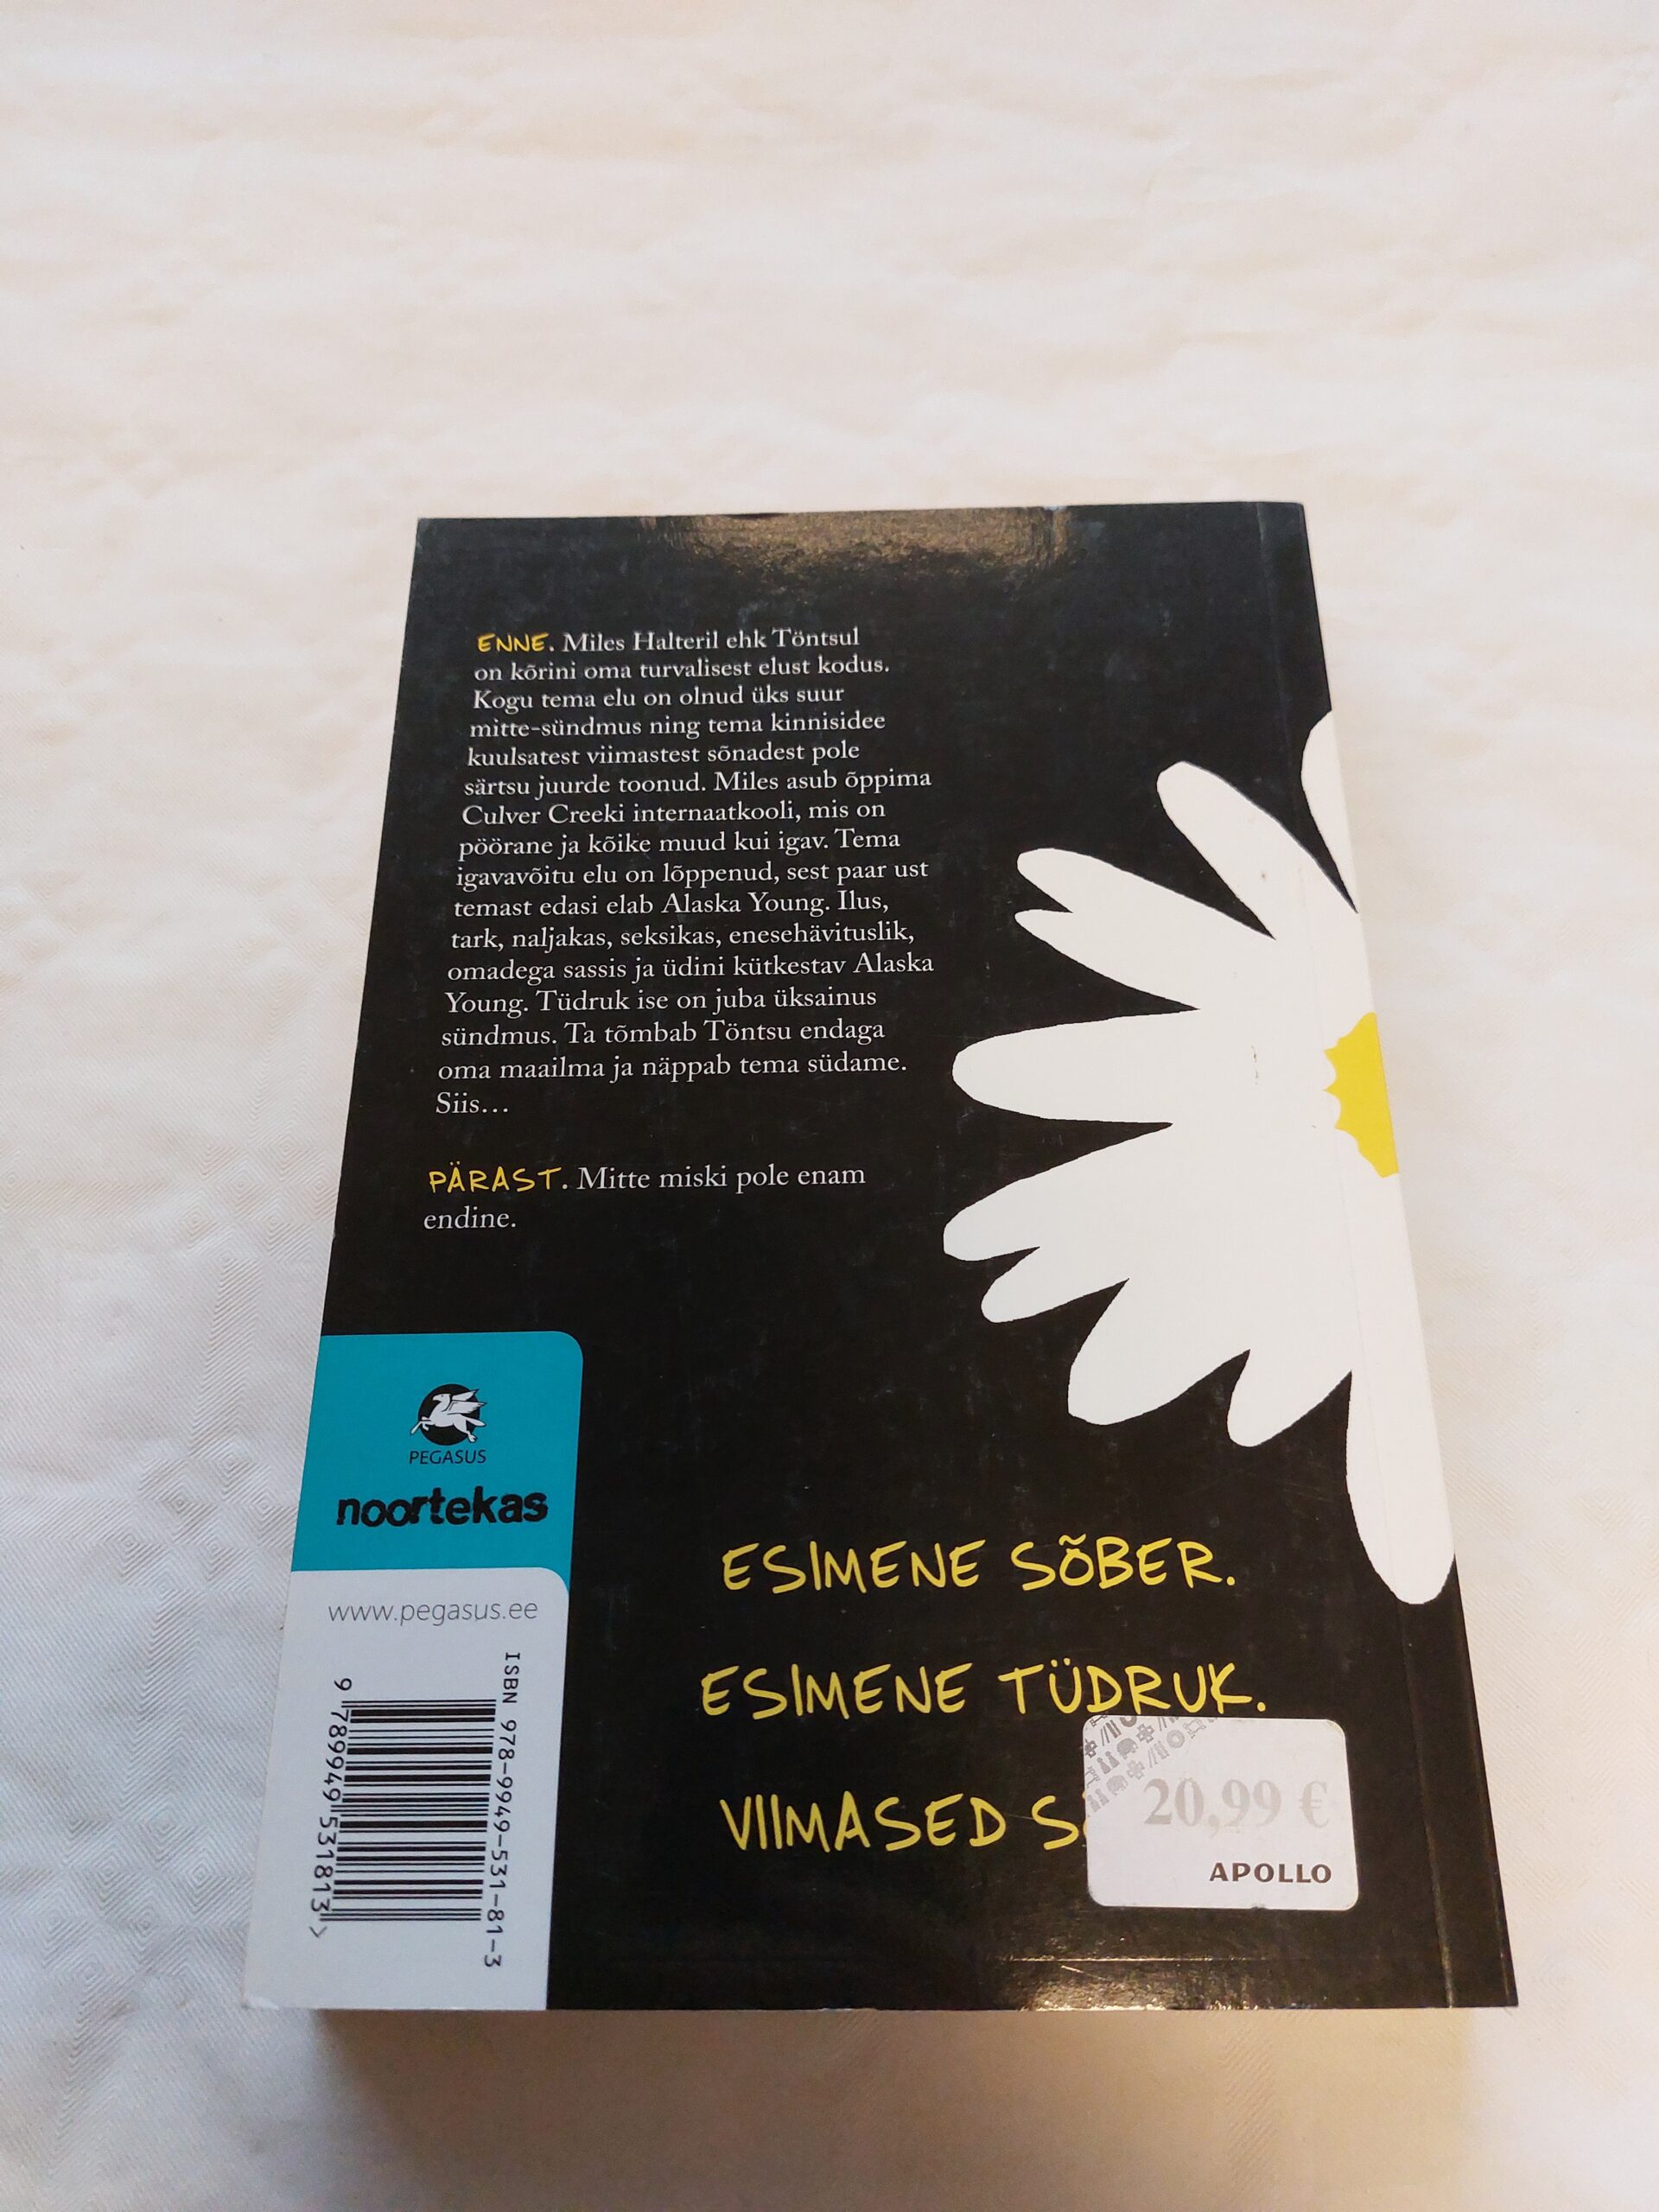 ENNE. Miles Halteril ehk Töntsul
on kõrini oma turvalisest elust kodus.
Kogu tema elu on olnud üks suur
mitte-sündmus ning tema kinnisidee
kuulsatest viimastest sõnadest pole
särtsu juurde toonud. Miles asub õppima
Culver Creeki internaatkooli, mis on
pöörane ja kõike muud kui igav. Tema
igavavõitu elu on lõppenud, sest paar ust
temast edasi elab Alaska Young. Ilus,
tark, naljakas, seksikas, enesehävituslik,
omadega sassis ja üdini kütkestav Alaska
Young. Tüdruk ise on juba üksainus
sündmus. Ta tõmbab Töntsu endaga
oma maailma ja näppab tema südame.
Siis...
PÄRAST. Mitte miski pole enam
endine.
PEGASUS
noortekas
www.pegasus.ee
ISBN 978-9949-531-81-3
9 789949 531813 >
ESIMENE SÕBER.
ESIMENE TÜDRUK.
VIIMASED
20,99 €
APOLLO